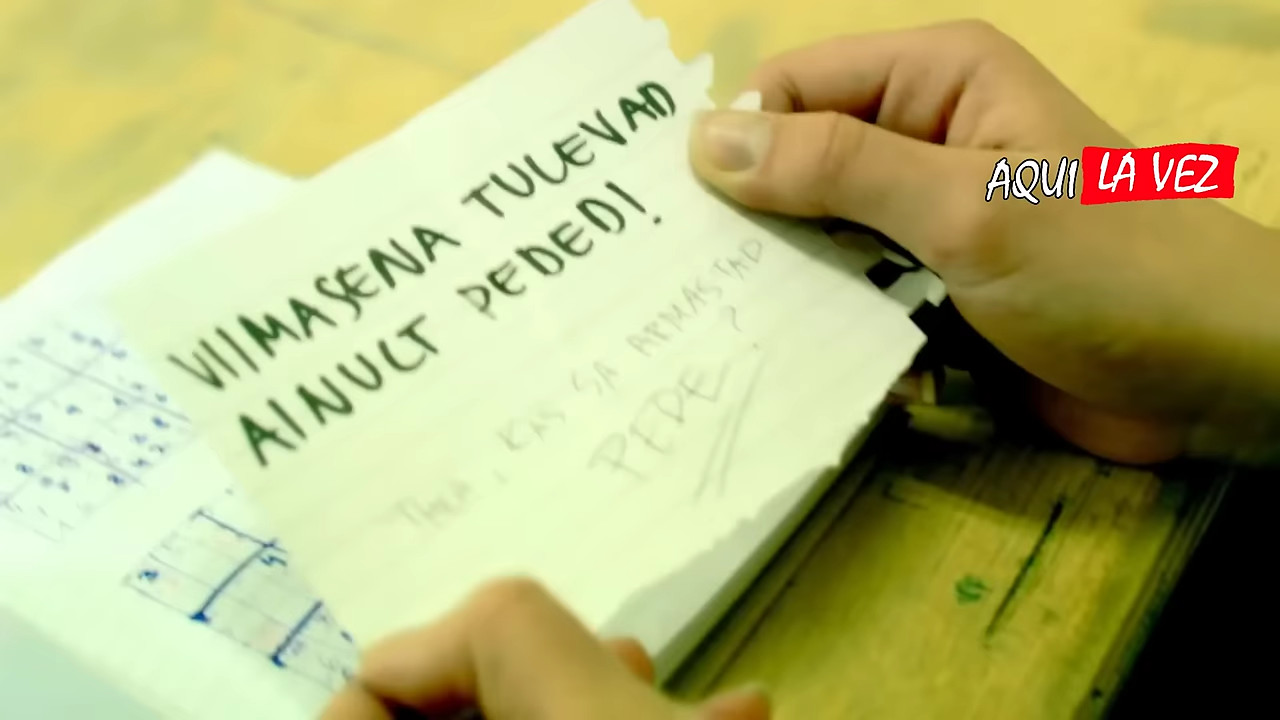 VIIMASENA TULEVAD
AINULT PEDED!
KAS SA ARMASTAD
PEDE?
AQUI LA VEZ